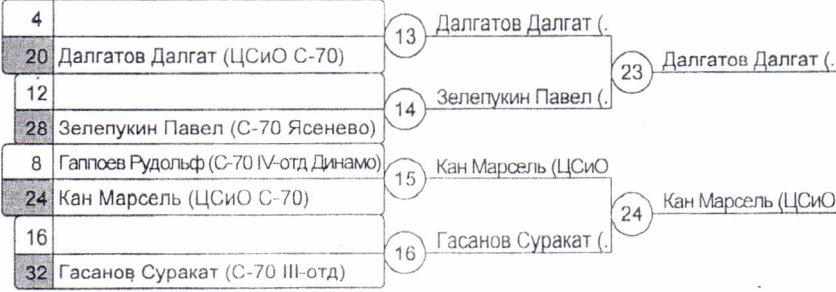 4
20 Далгатов Далгат (ЦСиО С-70)
13 Далгатов Далгат (.
12
28 Зелепукин Павел (С-70 Ясенево)
14 Зелепукин Павел (.
23 Далгатов Далгат (.
8 Гаппоев Рудольф (С-70 IV-отд Динамо)
24 Кан Марсель (ЦСиО С-70)
15 Кан Марсель (ЦСиО
16
32 Гасанов Суракат (С-70 III-отд)
16 Гасанов Суракат (.
24 Кан Марсель (ЦСиО